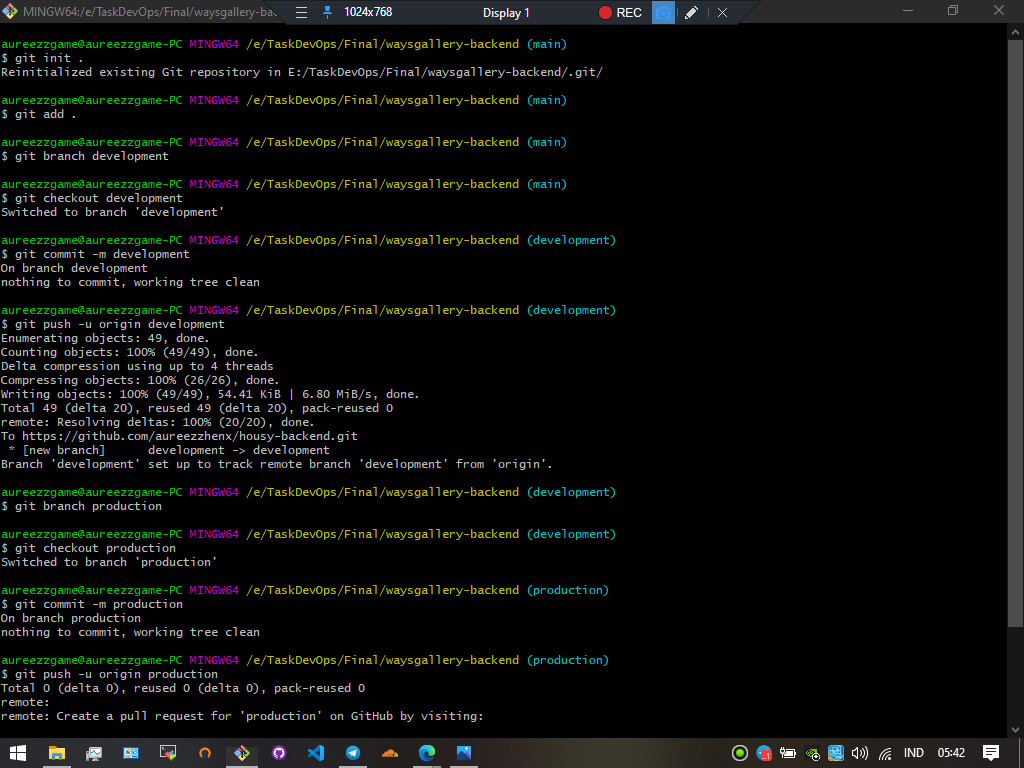 MINGW64:/e/TaskDevOps/Final/waysgallery-bac
1024x768
Display 1
REC
aureezzgame@aureezzgame-PC MINGW64 /e/TaskDevOps/Final/waysgallery-backend (main)
$ git init .
Reinitialized existing Git repository in E:/TaskDevOps/Final/waysgallery-backend/.git/
aureezzgame@aureezzgame-PC MINGW64 /e/TaskDevOps/Final/waysgallery-backend (main)
$ git add .
aureezzgame@aureezzgame-PC MINGW64 /e/TaskDevOps/Final/waysgallery-backend (main)
$ git branch development
aureezzgame@aureezzgame-PC MINGW64 /e/TaskDevOps/Final/waysgallery-backend (main)
$ git checkout development
Switched to branch 'development'
aureezzgame@aureezzgame-PC MINGW64 /e/TaskDevOps/Final/waysgallery-backend (development)
$ git commit -m development
On branch development
nothing to commit, working tree clean
aureezzgame@aureezzgame-PC MINGW64 /e/TaskDevOps/Final/waysgallery-backend (development)
$ git push -u origin development
Enumerating objects: 49, done.
Counting objects: 100% (49/49), done.
Delta compression using up to 4 threads
Compressing objects: 100% (26/26), done.
Writing objects: 100% (49/49), 54.41 KiB | 6.80 MiB/s, done.
Total 49 (delta 20), reused 49 (delta 20), pack-reused 0
remote: Resolving deltas: 100% (20/20), done.
To https://github.com/aureezzhenx/housy-backend.git
 * [new branch]      development -> development
Branch 'development' set up to track remote branch 'development' from 'origin'.
aureezzgame@aureezzgame-PC MINGW64 /e/TaskDevOps/Final/waysgallery-backend (development)
$ git branch production
aureezzgame@aureezzgame-PC MINGW64 /e/TaskDevOps/Final/waysgallery-backend (development)
$ git checkout production
Switched to branch 'production'
aureezzgame@aureezzgame-PC MINGW64 /e/TaskDevOps/Final/waysgallery-backend (production)
$ git commit -m production
On branch production
nothing to commit, working tree clean
aureezzgame@aureezzgame-PC MINGW64 /e/TaskDevOps/Final/waysgallery-backend (production)
$ git push -u origin production
Total 0 (delta 0), reused 0 (delta 0), pack-reused 0
remote:
remote: Create a pull request for 'production' on GitHub by visiting:
IND
05:42